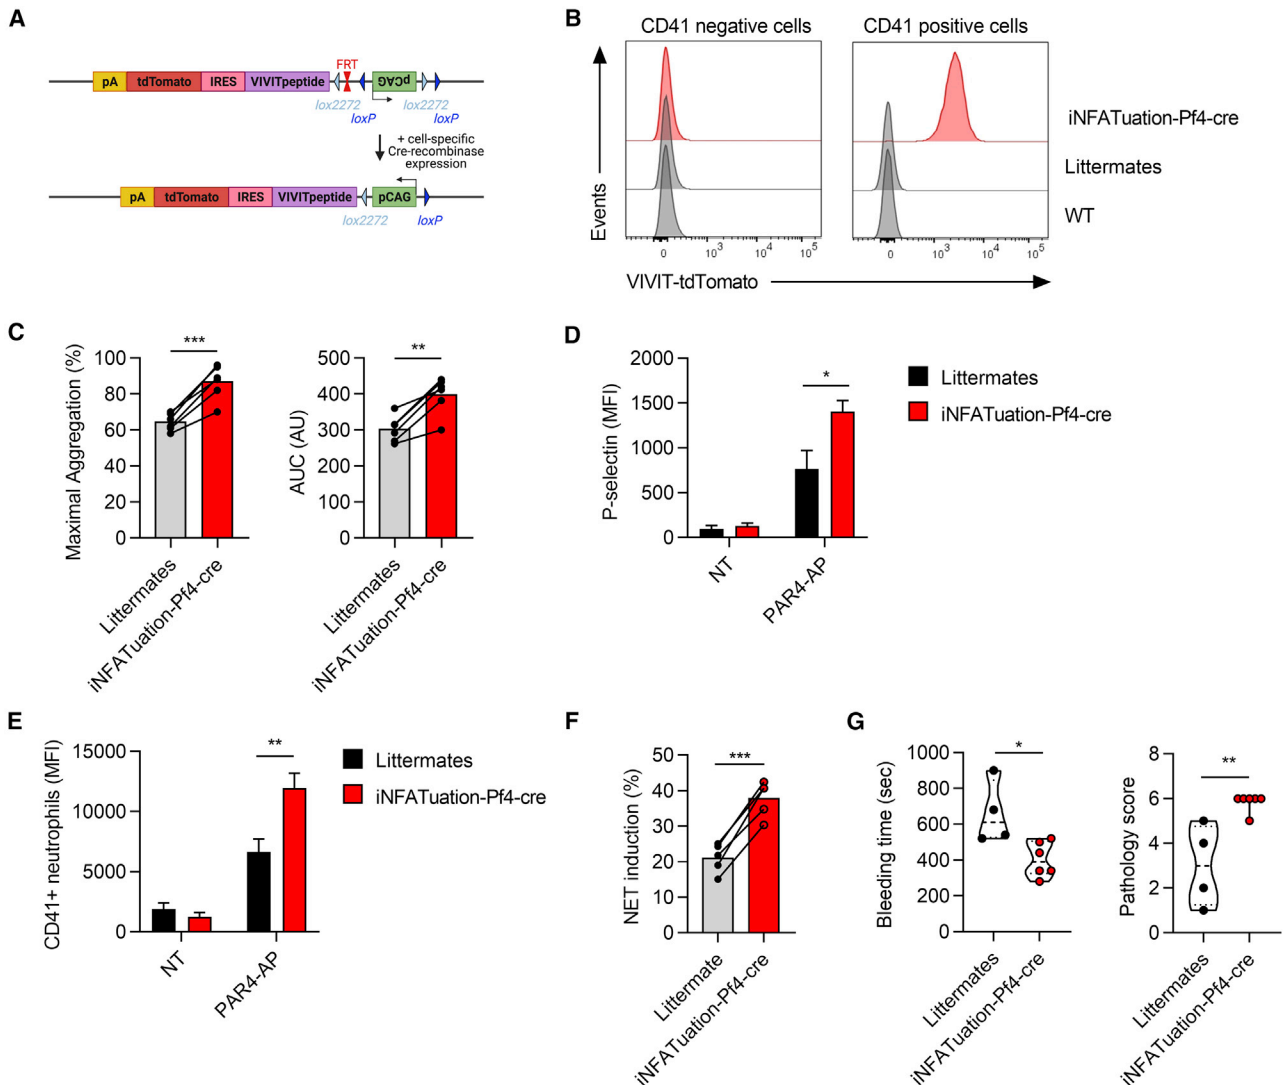 A
FRT
pA tdTomato IRES VIVITpeptide pCAG
lox2272 lox2272
loxP loxP
+ cell-specific
Cre-recombinase
expression
pA tdTomato IRES VIVITpeptide pCAG
lox2272 loxP
B
CD41 negative cells CD41 positive cells
iNFATuation-Pf4-cre
Littermates
WT
Events
0 10³ 10⁴ 10⁵ 0 10³ 10⁴ 10⁵
VIVIT-tdTomato
C
Maximal Aggregation (%)
100
80
60
40
20
0
***
Littermates
iNFATuation-Pf4-cre
AUC (AU)
500
400
300
200
100
0
**
Littermates
iNFATuation-Pf4-cre
D
P-selectin (MFI)
2000
1500
1000
500
0
*
NT
PAR4-AP
Littermates
iNFATuation-Pf4-cre
E
CD41+ neutrophils (MFI)
15000
10000
5000
0
**
NT
PAR4-AP
Littermates
iNFATuation-Pf4-cre
F
NET induction (%)
50
40
30
20
10
0
***
Littermate
iNFATuation-Pf4-cre
G
Bleeding time (sec)
1000
800
600
400
200
0
*
Littermates
iNFATuation-Pf4-cre
Pathology score
8
6
4
2
0
**
Littermates
iNFATuation-Pf4-cre